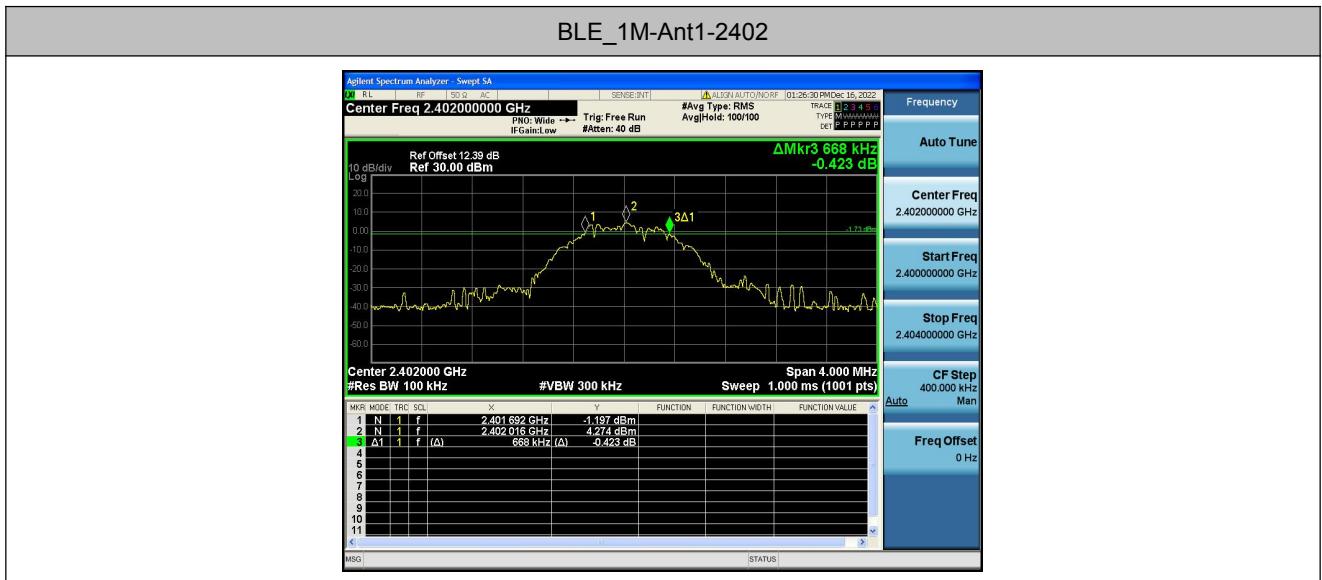 BLE_1M-Ant1-2402
Agilent Spectrum Analyzer - Swept SA
RL RF 50 Ω AC SENSE:INT ALIGN AUTO/NORF 01:26:30 PM Dec 16, 2022
Center Freq 2.402000000 GHz
PNO: Wide
IFGain:Low
Trig: Free Run
#Atten: 40 dB
#Avg Type: RMS
Avg|Hold: 100/100
TRACE 1 2 3 4 5 6
TYPE M
DET P P P P P P
Ref Offset 12.39 dB
Ref 30.00 dBm
10 dB/div
Log
ΔMkr3 668 kHz
-0.423 dB
20.0
10.0
0.00
-10.0
-20.0
-30.0
-40.0
-50.0
-60.0
1
2
3Δ1
-1.73 dBm
Center 2.402000 GHz Span 4.000 MHz
#Res BW 100 kHz #VBW 300 kHz Sweep 1.000 ms (1001 pts)
MKR MODE TRC SCL X Y FUNCTION FUNCTION WIDTH FUNCTION VALUE
1 N 1 f 2.401 692 GHz -1.197 dBm
2 N 1 f 2.402 016 GHz 4.274 dBm
3 Δ1 1 f (Δ) 668 kHz (Δ) -0.423 dB
4
5
6
7
8
9
10
11
MSG STATUS
Frequency
Auto Tune
Center Freq
2.402000000 GHz
Start Freq
2.400000000 GHz
Stop Freq
2.404000000 GHz
CF Step
400.000 kHz
Auto Man
Freq Offset
0 Hz